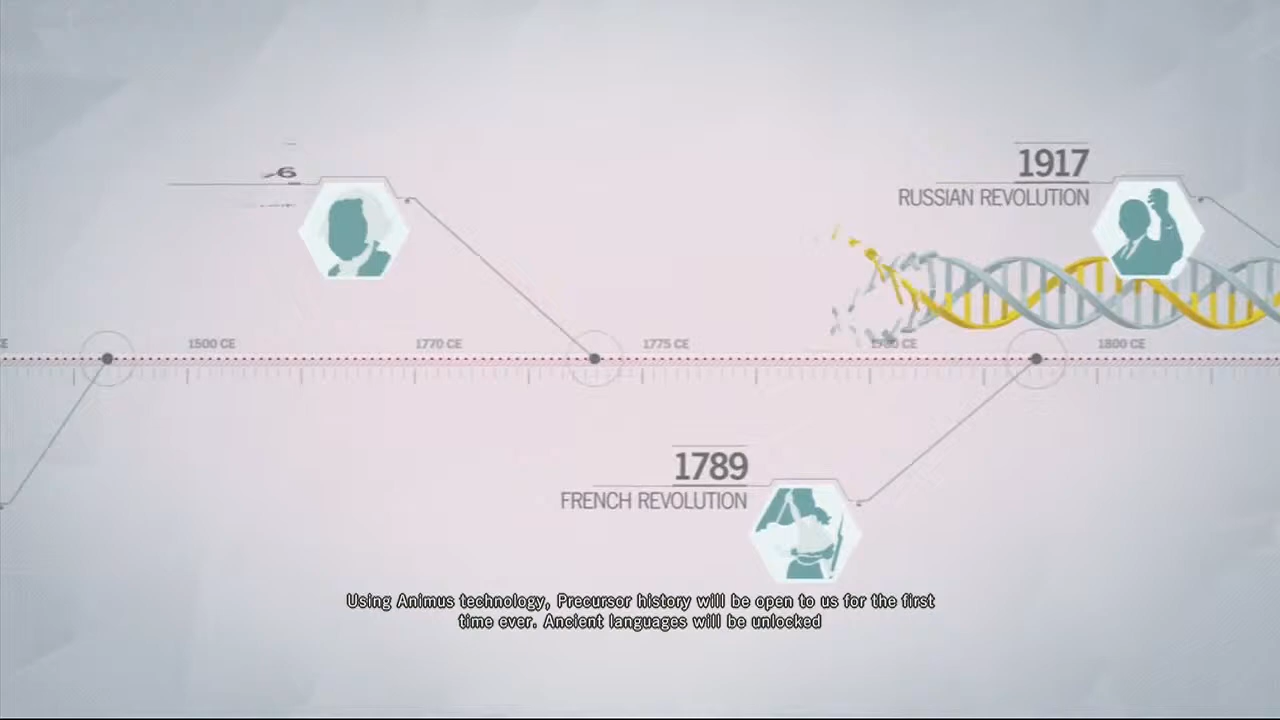 6
1917
RUSSIAN REVOLUTION
1500 CE
1770 CE
1775 CE
1800 CE
1789
FRENCH REVOLUTION
Using Animus technology, Precursor history will be open to us for the first
time ever. Ancient languages will be unlocked